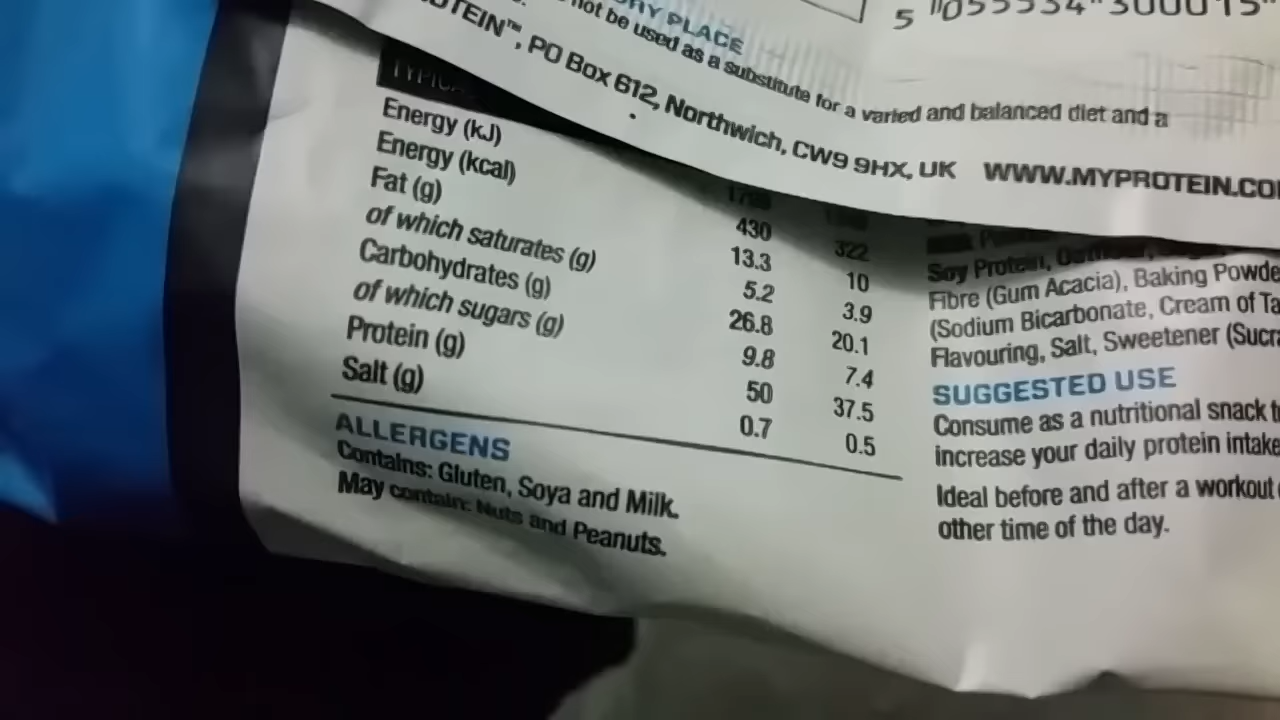 5 055534 300015
RY PLACE
not be used as a substitute for a varied and balanced diet and a
OTEIN™, PO Box 612, Northwich, CW9 9HX, UK WWW.MYPROTEIN.CO
Energy (kJ)
Energy (kcal) 430 322
Fat (g) 13.3 10
of which saturates (g) 5.2 3.9
Carbohydrates (g) 26.8 20.1
of which sugars (g) 9.8 7.4
Protein (g) 50 37.5
Salt (g) 0.7 0.5
ALLERGENS
Contains: Gluten, Soya and Milk.
May contain: Nuts and Peanuts.
Soy Protein,
Fibre (Gum Acacia), Baking Powde
(Sodium Bicarbonate, Cream of Ta
Flavouring, Salt, Sweetener (Sucra
SUGGESTED USE
Consume as a nutritional snack t
increase your daily protein intake
Ideal before and after a workout
other time of the day.